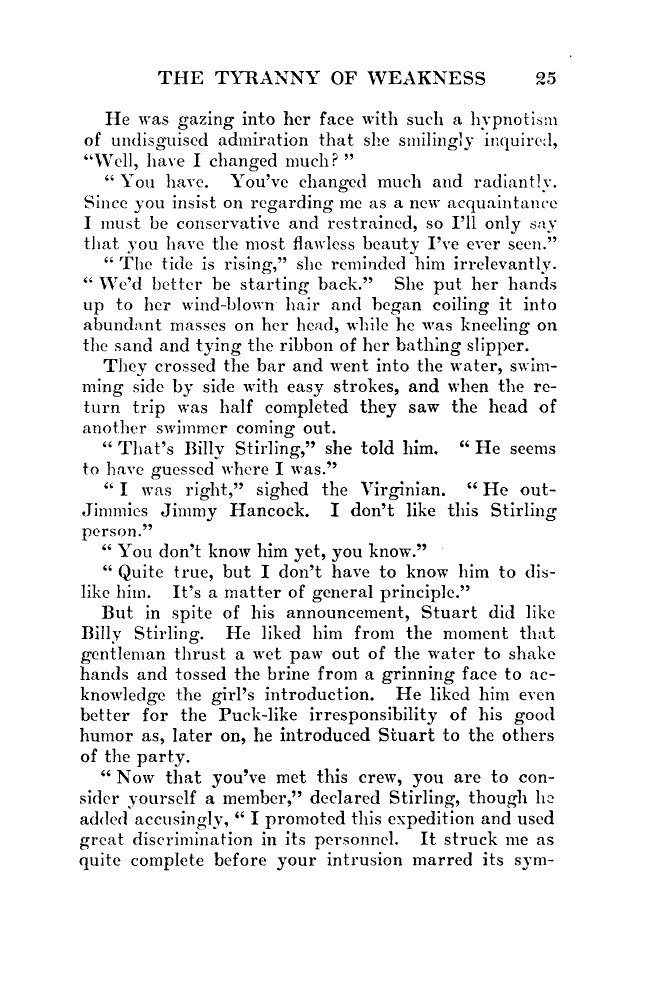 THE TYRANNY OF WEAKNESS 25
He was gazing into her face with such a hypnotism
of undisguised admiration that she smilingly inquired,
“Well, have I changed much? ”
“ You have. You’ve changed much and radiantly.
Since you insist on regarding me as a new acquaintance
I must be conservative and restrained, so I’ll only say
that you have the most flawless beauty I’ve ever seen.”
“ The tide is rising,” she reminded him irrelevantly.
“ We’d better be starting back.” She put her hands
up to her wind-blown hair and began coiling it into
abundant masses on her head, while he was kneeling on
the sand and tying the ribbon of her bathing slipper.
They crossed the bar and went into the water, swim-
ming side by side with easy strokes, and when the re-
turn trip was half completed they saw the head of
another swimmer coming out.
“ That’s Billy Stirling,” she told him. “ He seems
to have guessed where I was.”
“ I was right,” sighed the Virginian. “ He out-
Jimmies Jimmy Hancock. I don’t like this Stirling
person.”
“ You don’t know him yet, you know.”
“ Quite true, but I don’t have to know him to dis-
like him. It’s a matter of general principle.”
But in spite of his announcement, Stuart did like
Billy Stirling. He liked him from the moment that
gentleman thrust a wet paw out of the water to shake
hands and tossed the brine from a grinning face to ac-
knowledge the girl’s introduction. He liked him even
better for the Puck-like irresponsibility of his good
humor as, later on, he introduced Stuart to the others
of the party.
“ Now that you’ve met this crew, you are to con-
sider yourself a member,” declared Stirling, though he
added accusingly, “ I promoted this expedition and used
great discrimination in its personnel. It struck me as
quite complete before your intrusion marred its sym-